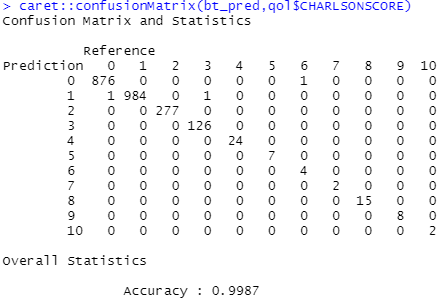 > caret::confusionMatrix(bt_pred,qol$CHARLSONSCORE)
Confusion Matrix and Statistics
Reference
Prediction 0 1 2 3 4 5 6 7 8 9 10
0 876 0 0 0 0 0 1 0 0 0 0
1 1 984 0 1 0 0 0 0 0 0 0
2 0 0 277 0 0 0 0 0 0 0 0
3 0 0 0 126 0 0 0 0 0 0 0
4 0 0 0 0 24 0 0 0 0 0 0
5 0 0 0 0 0 7 0 0 0 0 0
6 0 0 0 0 0 0 4 0 0 0 0
7 0 0 0 0 0 0 0 2 0 0 0
8 0 0 0 0 0 0 0 0 15 0 0
9 0 0 0 0 0 0 0 0 0 8 0
10 0 0 0 0 0 0 0 0 0 0 2
Overall Statistics
Accuracy : 0.9987